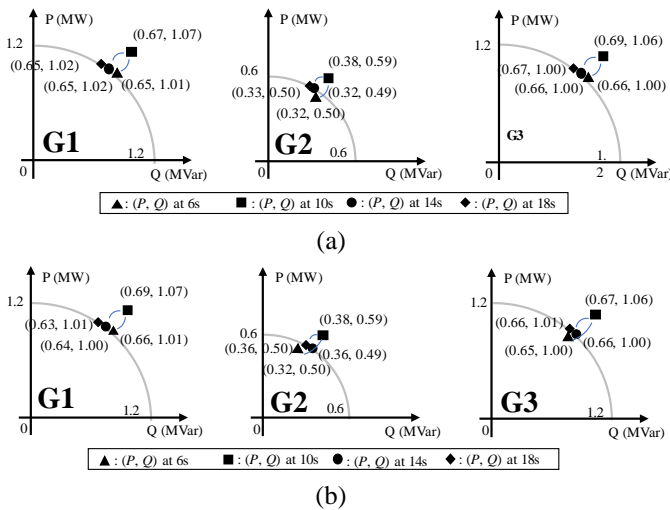 P (MW)
1.2
(0.67, 1.07)
(0.65, 1.02)
(0.65, 1.02)
(0.65, 1.01)
G1
1.2
0
Q (MVar)
P (MW)
0.6
(0.38, 0.59)
(0.33, 0.50)
(0.32, 0.49)
(0.32, 0.50)
G2
0.6
0
Q (MVar)
P (MW)
1.2
(0.69, 1.06)
(0.67, 1.00)
(0.66, 1.00)
(0.66, 1.00)
G3
1.
2
0
Q (MVar)
▲ : (P, Q) at 6s ■ : (P, Q) at 10s ● : (P, Q) at 14s ◆ : (P, Q) at 18s
(a)
P (MW)
1.2
(0.69, 1.07)
(0.63, 1.01)
(0.64, 1.00)
(0.66, 1.01)
G1
1.2
0
Q (MVar)
P (MW)
0.6
(0.38, 0.59)
(0.36, 0.50)
(0.36, 0.49)
(0.32, 0.50)
G2
0.6
0
Q (MVar)
P (MW)
1.2
(0.67, 1.06)
(0.66, 1.01)
(0.65, 1.00)
(0.66, 1.00)
G3
1.2
0
Q (MVar)
▲ : (P, Q) at 6s ■ : (P, Q) at 10s ● : (P, Q) at 14s ◆ : (P, Q) at 18s
(b)